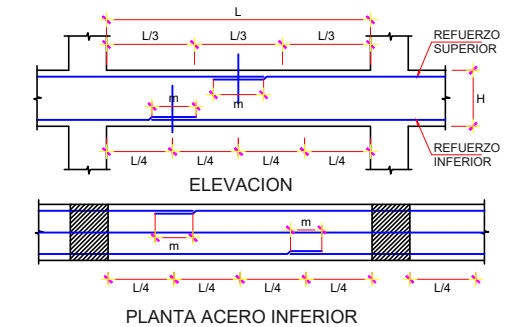 L
L/3 L/3 L/3
REFUERZO
SUPERIOR
m m
H
REFUERZO
INFERIOR
L/4 L/4 L/4 L/4
ELEVACION
m m
L/4 L/4 L/4 L/4 L/4
PLANTA ACERO INFERIOR